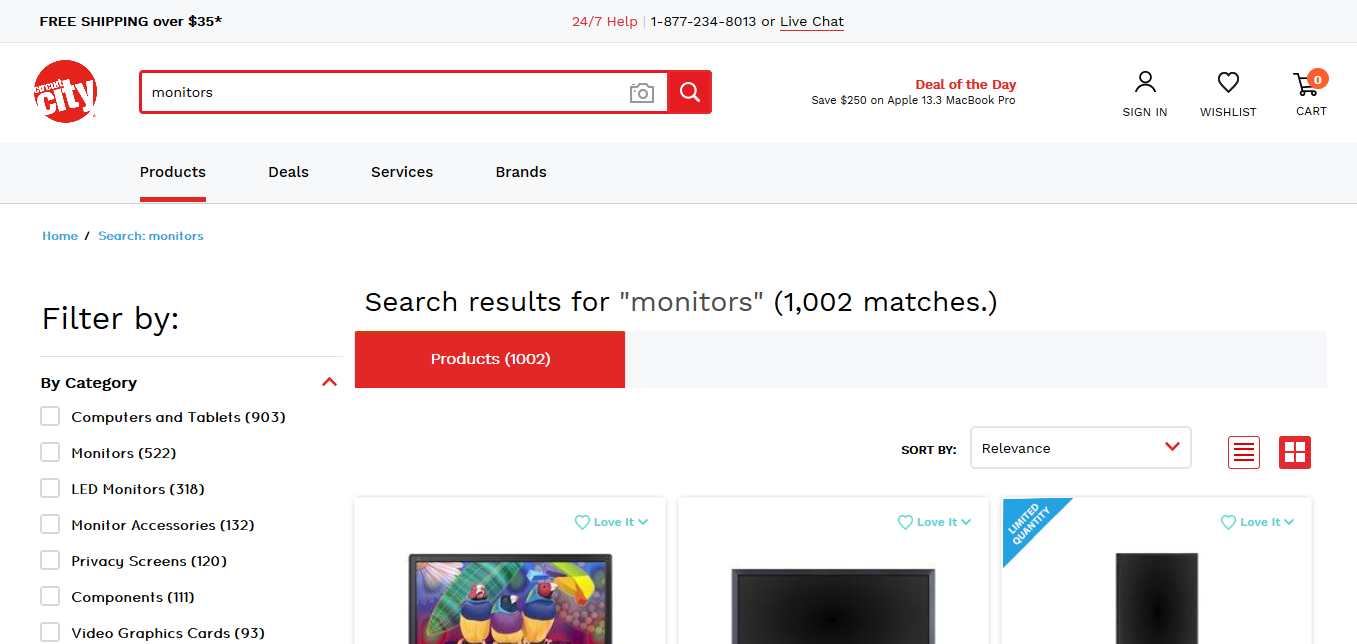 FREE SHIPPING over $35*
24/7 Help | 1-877-234-8013 or Live Chat
circuit
city
monitors
Deal of the Day
Save $250 on Apple 13.3 MacBook Pro
SIGN IN
WISHLIST
0
CART
Products
Deals
Services
Brands
Home / Search: monitors
Filter by:
By Category
Computers and Tablets (903)
Monitors (522)
LED Monitors (318)
Monitor Accessories (132)
Privacy Screens (120)
Components (111)
Video Graphics Cards (93)
Search results for "monitors" (1,002 matches.)
Products (1002)
SORT BY:
Relevance
Love It
Love It
LIMITED
QUANTITY
Love It